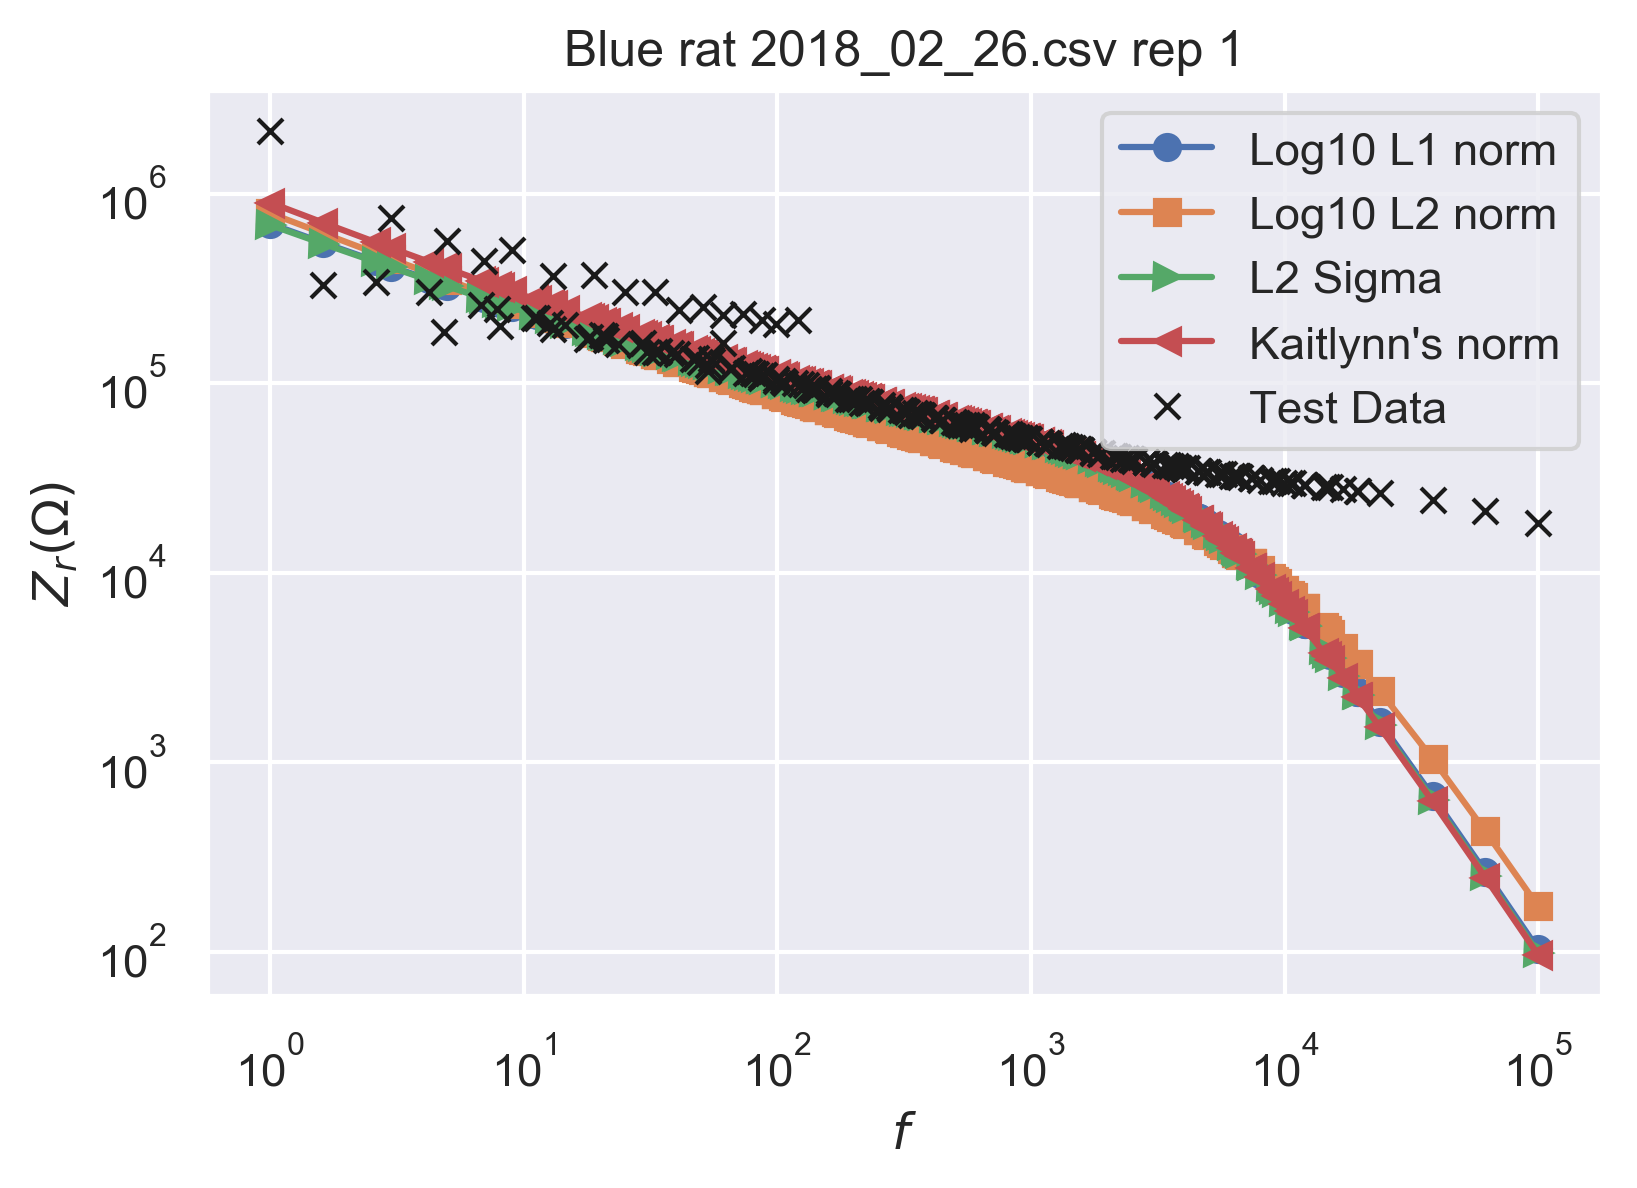 Blue rat 2018_02_26.csv rep 1
Log10 L1 norm
Log10 L2 norm
L2 Sigma
Kaitlynn's norm
Test Data
10^6
10^5
10^4
10^3
10^2
Z_r(Ω)
10^0 10^1 10^2 10^3 10^4 10^5
f